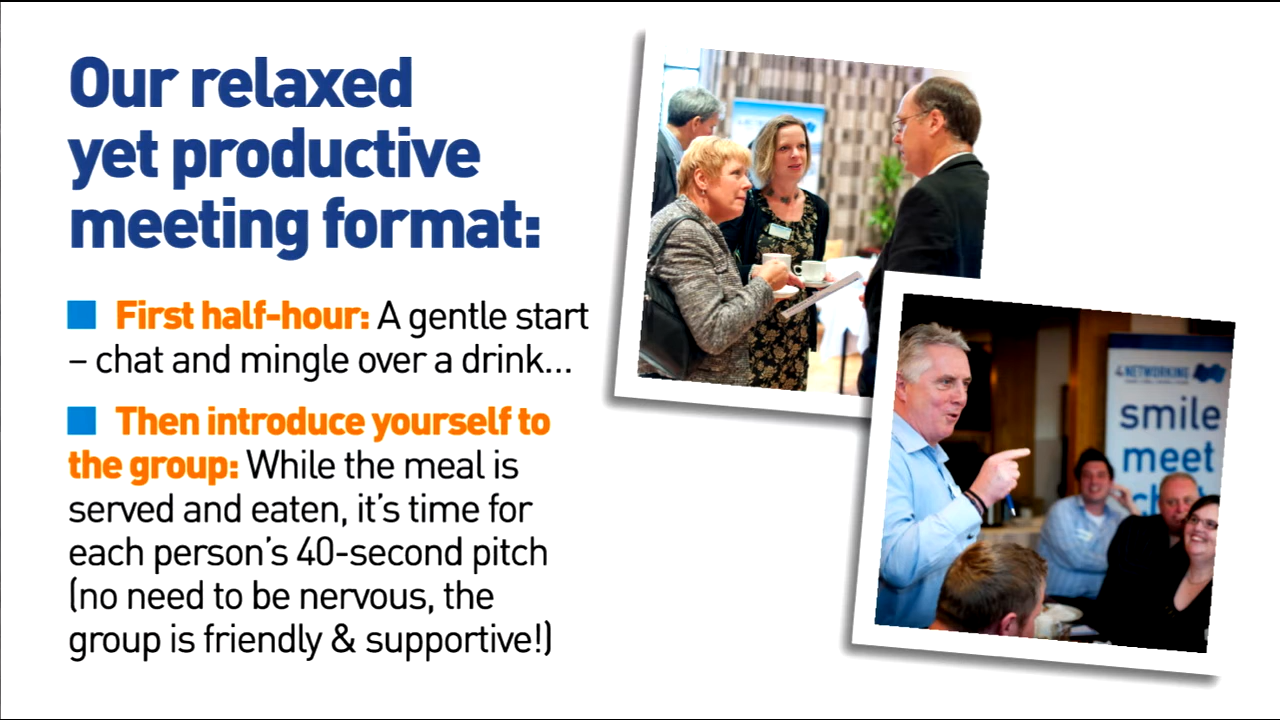 Our relaxed
yet productive
meeting format:
First half-hour: A gentle start
– chat and mingle over a drink...
Then introduce yourself to
the group: While the meal is
served and eaten, it's time for
each person's 40-second pitch
(no need to be nervous, the
group is friendly & supportive!)
4NETWORKING
smile
meet